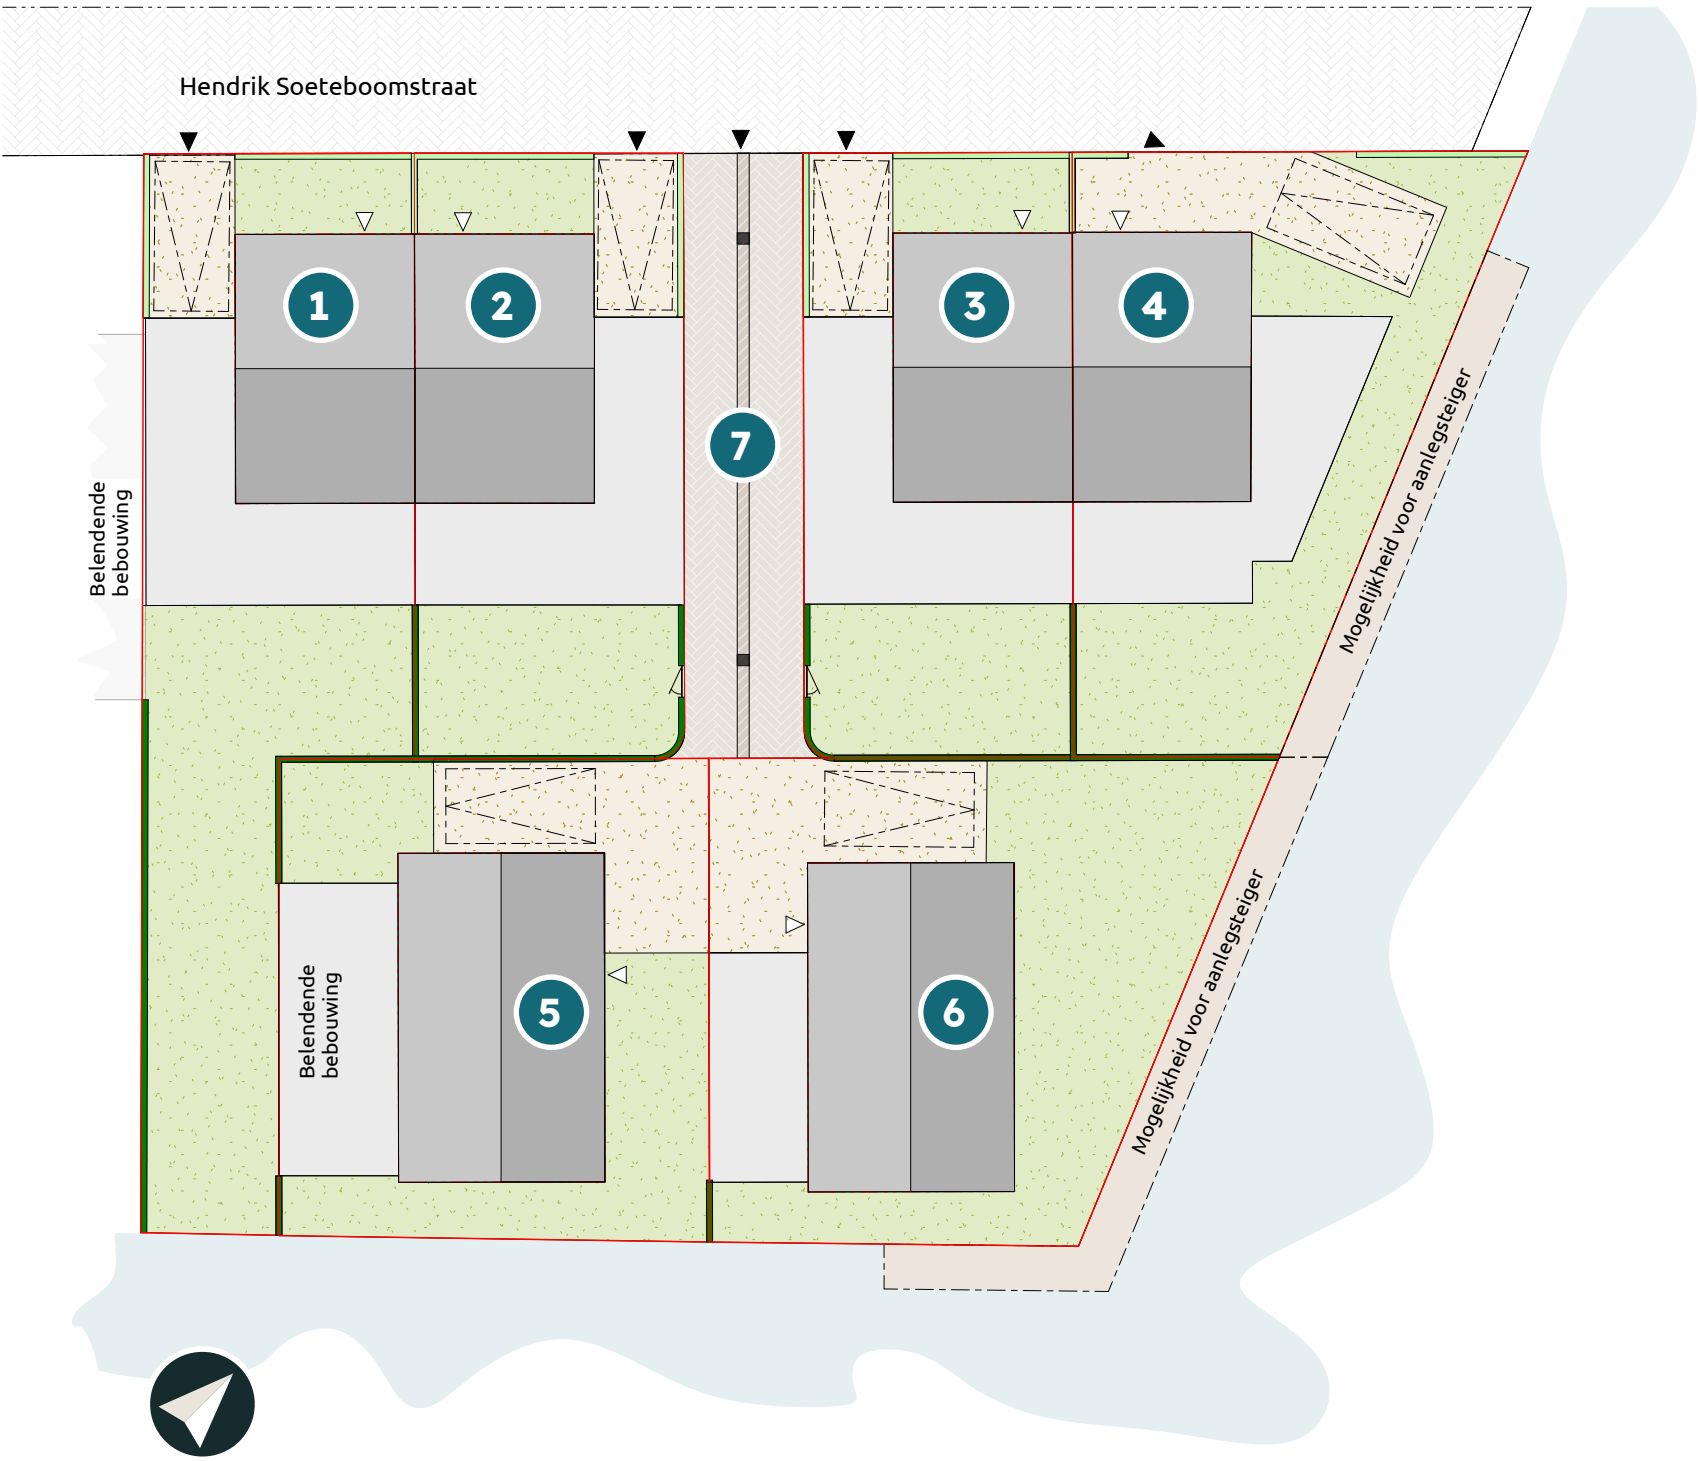 Hendrik Soeteboomstraat
1
2
3
4
7
Belendende
bebouwing
Mogelijkheid voor aanlegsteiger
Belendende
bebouwing
5
6
Mogelijkheid voor aanlegsteiger